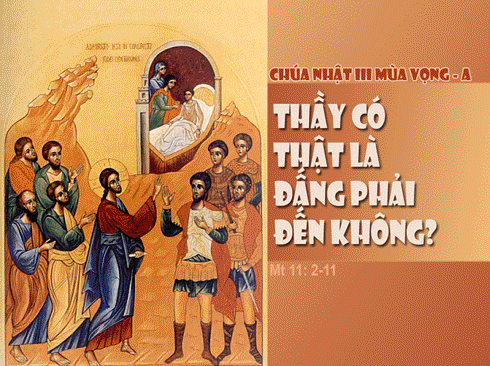 CHÚA NHẬT III MÙA VỌNG - A
THẦY CÓ
THẬT LÀ
ĐẤNG PHẢI
ĐẾN KHÔNG?
Mt 11: 2-11